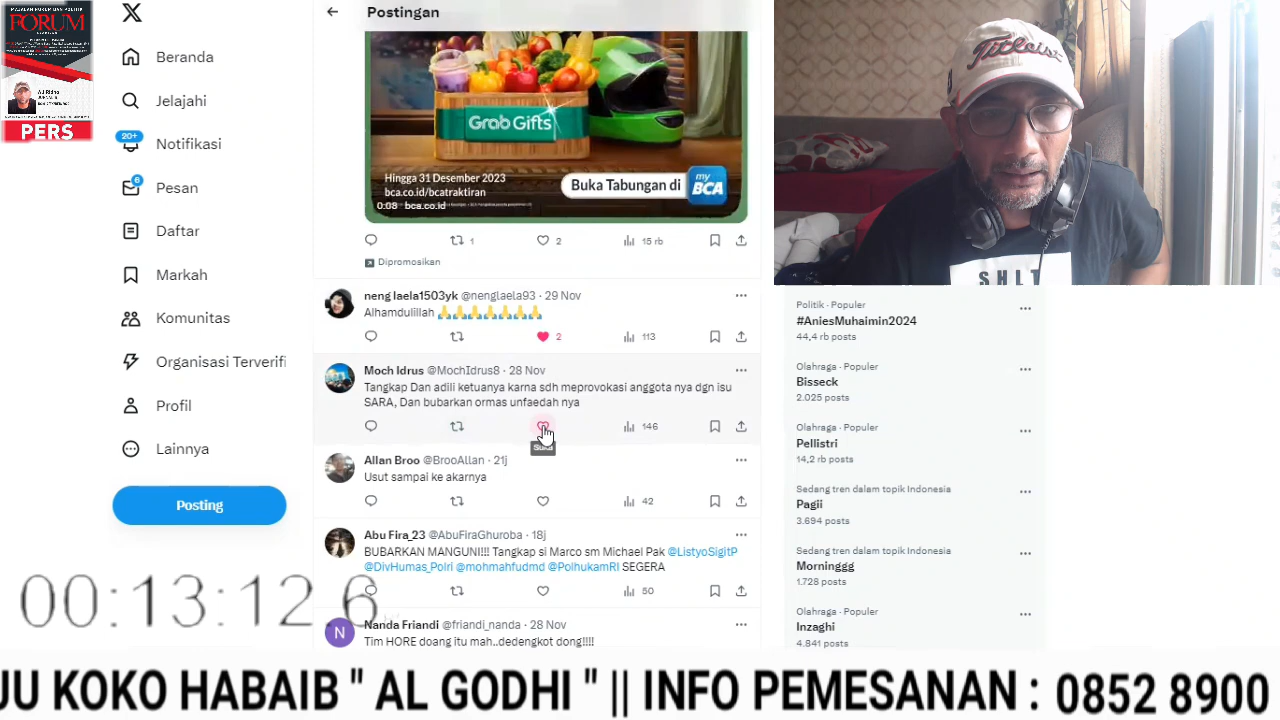 FORUM
PERS
Beranda
Jelajahi
20+
Notifikasi
6
Pesan
Daftar
Markah
Komunitas
Organisasi Terverifi
Profil
Lainnya
Posting
00:13:12.6
Postingan
Grab Gifts
Hingga 31 Desember 2023
bca.co.id/bcatraktiran
0:03 bca.co.id
Buka Tabungan di
my
BCA
1 2 15 rb
Dipromosikan
neng laela1503yk @nenglaela93 · 29 Nov
Alhamdulillah 🙏🙏🙏🙏🙏🙏🙏
2 113
Moch Idrus @MochIdrus8 · 28 Nov
Tangkap Dan adili ketuanya karna sdh meprovokasi anggota nya dgn isu
SARA, Dan bubarkan ormas unfaedah nya
146
Suka
Allan Broo @BrooAllan · 21j
Usut sampai ke akarnya
42
Abu Fira_23 @AbuFiraGhuroba · 18j
BUBARKAN MANGUNI!!! Tangkap si Marco sm Michael Pak @ListyoSigitP
@DivHumas_Polri @mohmahfudmd @PolhukamRI SEGERA
50
N
Nanda Friandi @friandi_nanda · 28 Nov
Tim HORE doang itu mah..dedengkot dong!!!!
Titleist
SHLT
Politik · Populer
#AniesMuhaimin2024
44,4 rb posts
Olahraga · Populer
Bisseck
2.025 posts
Olahraga · Populer
Pellistri
14,2 rb posts
Sedang tren dalam topik Indonesia
Pagii
3.694 posts
Sedang tren dalam topik Indonesia
Morninggg
1.728 posts
Olahraga · Populer
Inzaghi
4.841 posts
JU KOKO HABAIB " AL GODHI " || INFO PEMESANAN : 0852 8900